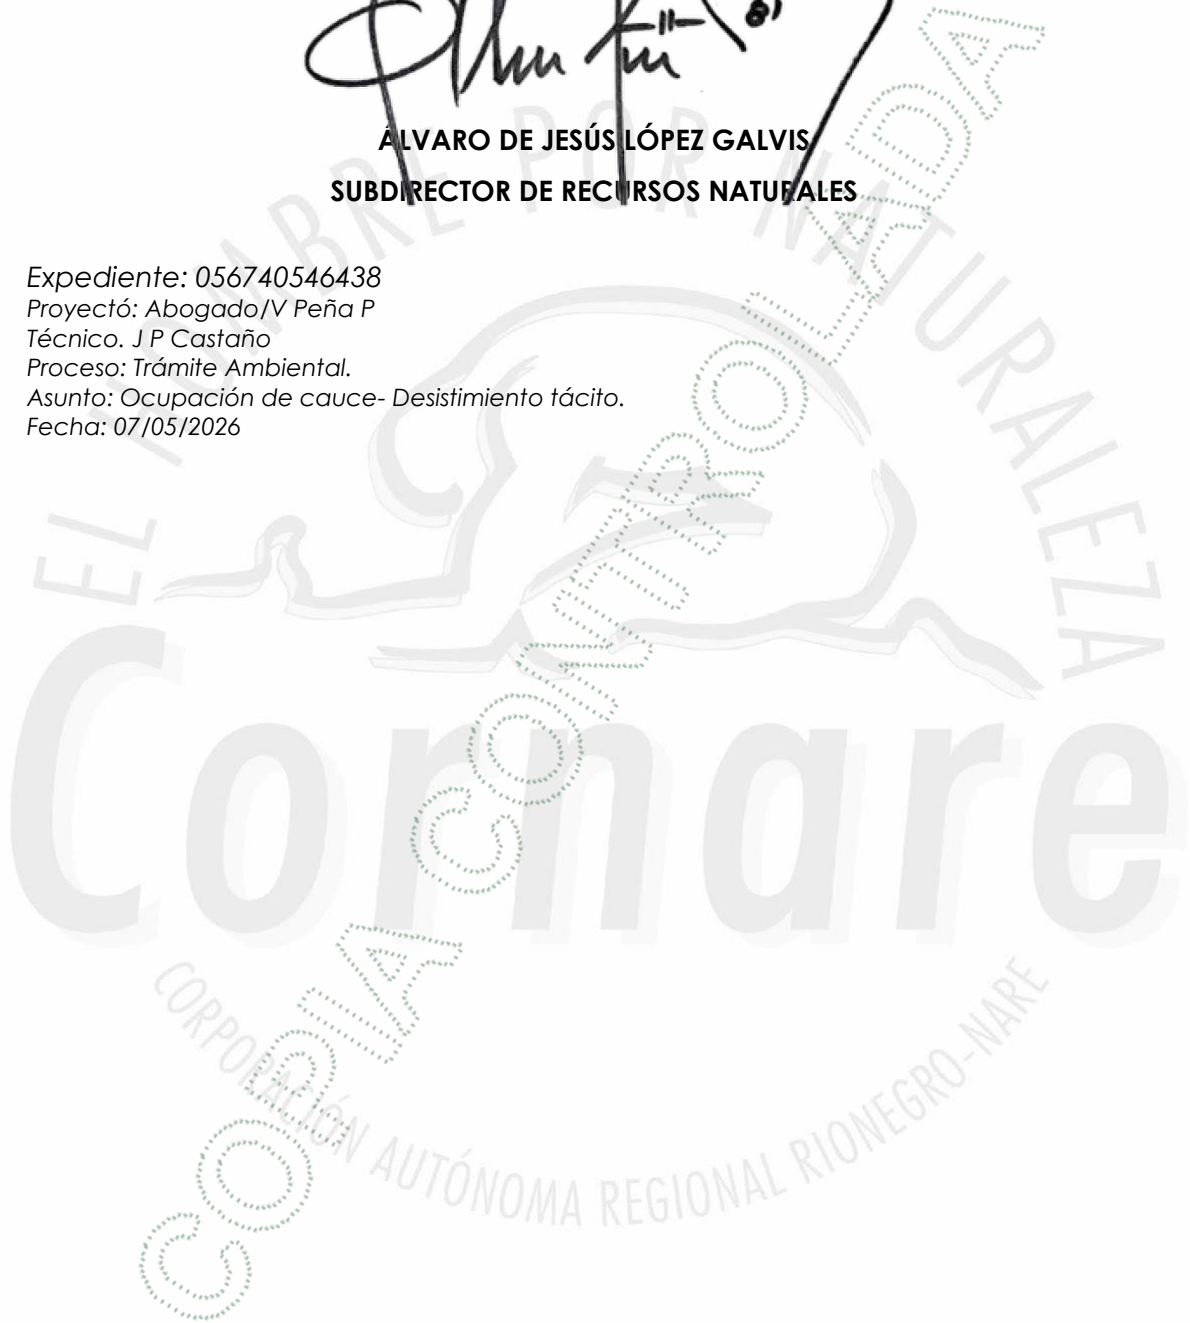 ÁLVARO DE JESÚS LÓPEZ GALVIS
SUBDIRECTOR DE RECURSOS NATURALES
Expediente: 056740546438
Proyectó: Abogado/V Peña P
Técnico. J P Castaño
Proceso: Trámite Ambiental.
Asunto: Ocupación de cauce- Desistimiento tácito.
Fecha: 07/05/2026
EL HOMBRE POR NATURALEZA
Cornare
CORPORACIÓN AUTÓNOMA REGIONAL RIONEGRO-NARE
COPIA CONTROLADA